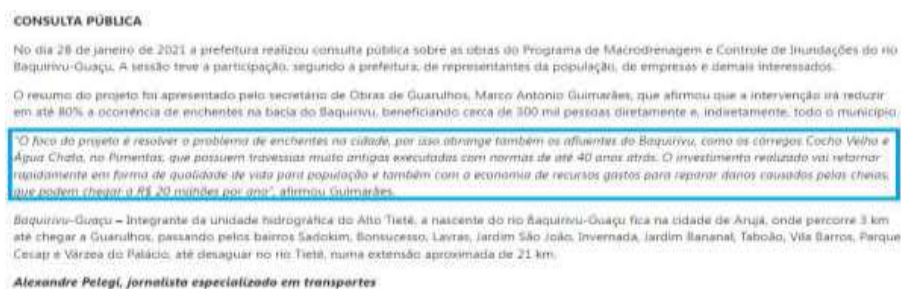 CONSULTA PÚBLICA
No dia 28 de janeiro de 2021 a prefeitura realizou consulta pública sobre as obras do Programa de Macrodrenagem e Controle de Inundações do rio
Baquirivu-Guaçu. A sessão teve a participação, segundo a prefeitura, de representantes da população, de empresas e demais interessados.
O resumo do projeto foi apresentado pelo secretário de Obras de Guarulhos, Marco Antonio Guimarães, que afirmou que a intervenção irá reduzir
em até 80% a ocorrência de enchentes na bacia do Baquirivu, beneficiando cerca de 300 mil pessoas diretamente e, indiretamente, todo o município.
"O foco do projeto é resolver o problema de enchentes na cidade, por isso abrange também os afluentes do Baquirivu, como os córregos Cocho Velho e
Água Chata, no Pimentas, que possuem travessias muito antigas executadas com normas de até 40 anos atrás. O investimento realizado vai retornar
rapidamente em forma de qualidade de vida para população e também com a economia de recursos gastos para reparar danos causados pelas cheias,
que podem chegar a R$ 20 milhões por ano", afirmou Guimarães.
Baquirivu-Guaçu – Integrante da unidade hidrográfica do Alto Tietê, a nascente do rio Baquirivu-Guaçu fica na cidade de Arujá, onde percorre 3 km
até chegar a Guarulhos, passando pelos bairros Sadokim, Bonsucesso, Lavras, Jardim São João, Invernada, Jardim Bananal, Taboão, Vila Barros, Parque
Cecap e Várzea do Palácio, até desaguar no rio Tietê, numa extensão aproximada de 21 km.
Alexandre Pelegi, jornalista especializado em transportes